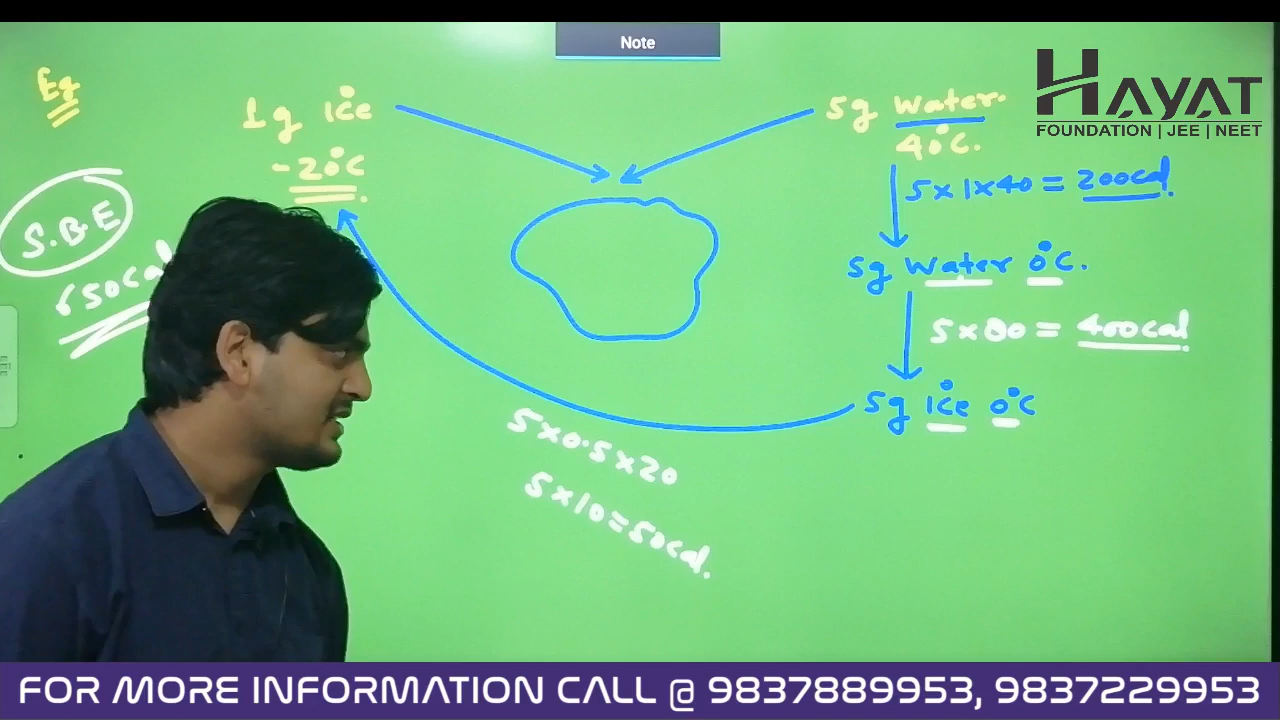 Note
HAYAT
FOUNDATION | JEE | NEET
Eg
1g ice
-20°C
5g water.
40°C.
5×1×40 = 200cal.
S.B.E
650cal
5g water 0°C.
5×80 = 400cal.
5g ice 0°C
5×0.5×20
5×10=50cal.
FOR MORE INFORMATION CALL @ 9837889953, 9837229953